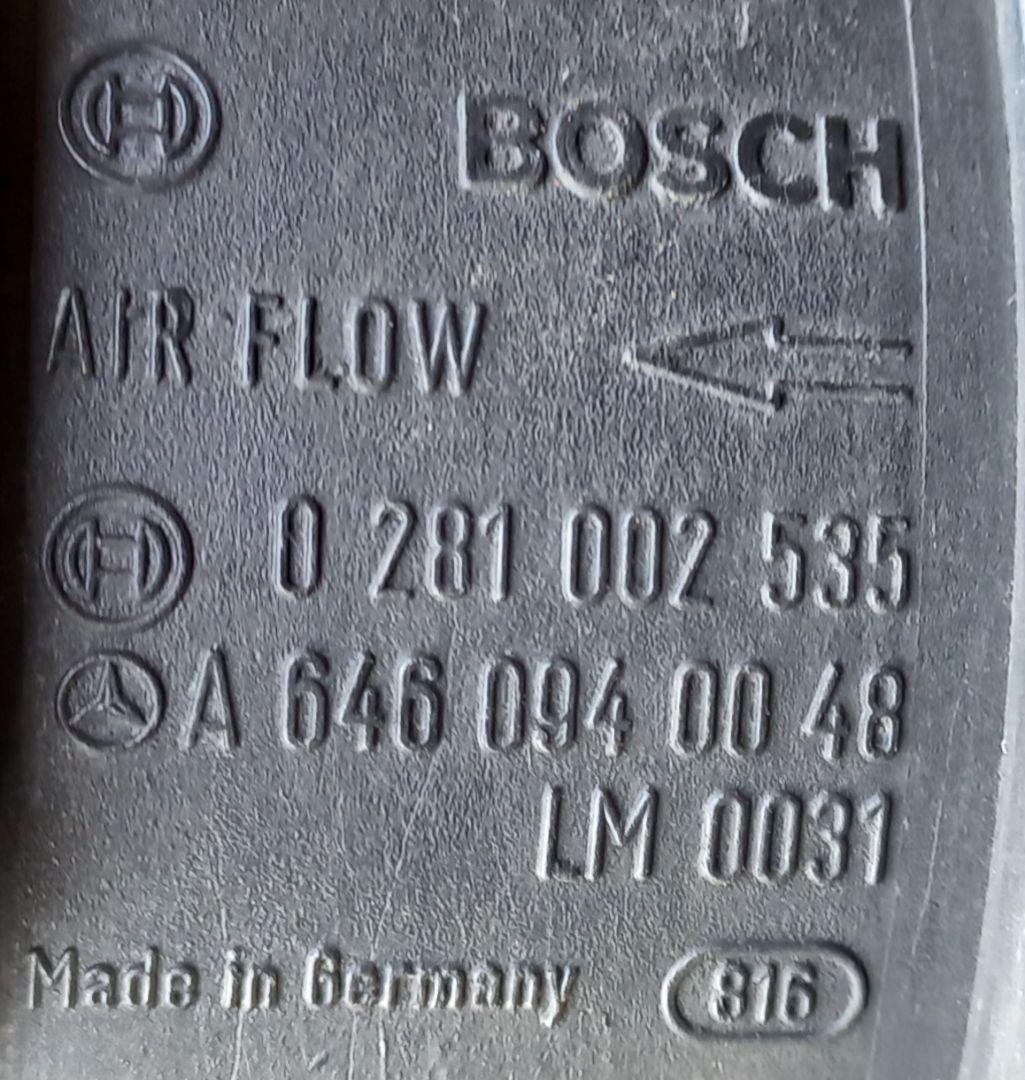 BOSCH
AIR FLOW
0 281 002 535
A 646 094 00 48
LM 0031
Made in Germany 816